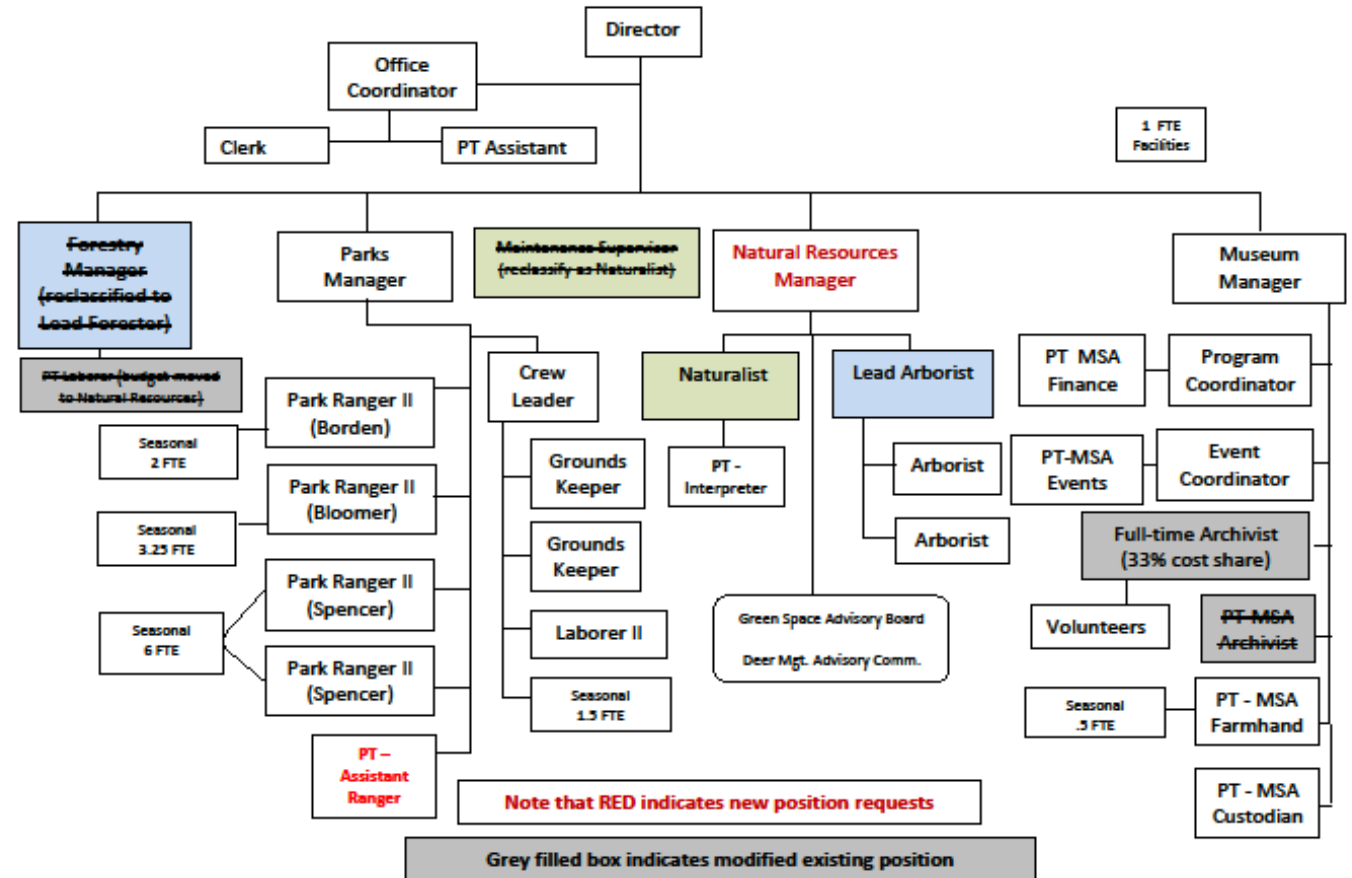 Director
Office
Coordinator
Clerk
PT Assistant
1 FTE
Facilities
Forestry
Manager
(reclassified to
Lead Forester)
PT Laborer (budget moved
to Natural Resources)
Parks
Manager
Maintenance Supervisor
(reclassify as Naturalist)
Natural Resources
Manager
Museum
Manager
Park Ranger II
(Borden)
Seasonal
2 FTE
Park Ranger II
(Bloomer)
Seasonal
3.25 FTE
Park Ranger II
(Spencer)
Seasonal
6 FTE
Park Ranger II
(Spencer)
PT –
Assistant
Ranger
Crew
Leader
Grounds
Keeper
Grounds
Keeper
Laborer II
Seasonal
1.5 FTE
Naturalist
PT -
Interpreter
Lead Arborist
Arborist
Arborist
Green Space Advisory Board
Deer Mgt. Advisory Comm.
PT MSA
Finance
Program
Coordinator
PT-MSA
Events
Event
Coordinator
Full-time Archivist
(33% cost share)
Volunteers
PT-MSA
Archivist
Seasonal
.5 FTE
PT - MSA
Farmhand
PT - MSA
Custodian
Note that RED indicates new position requests
Grey filled box indicates modified existing position